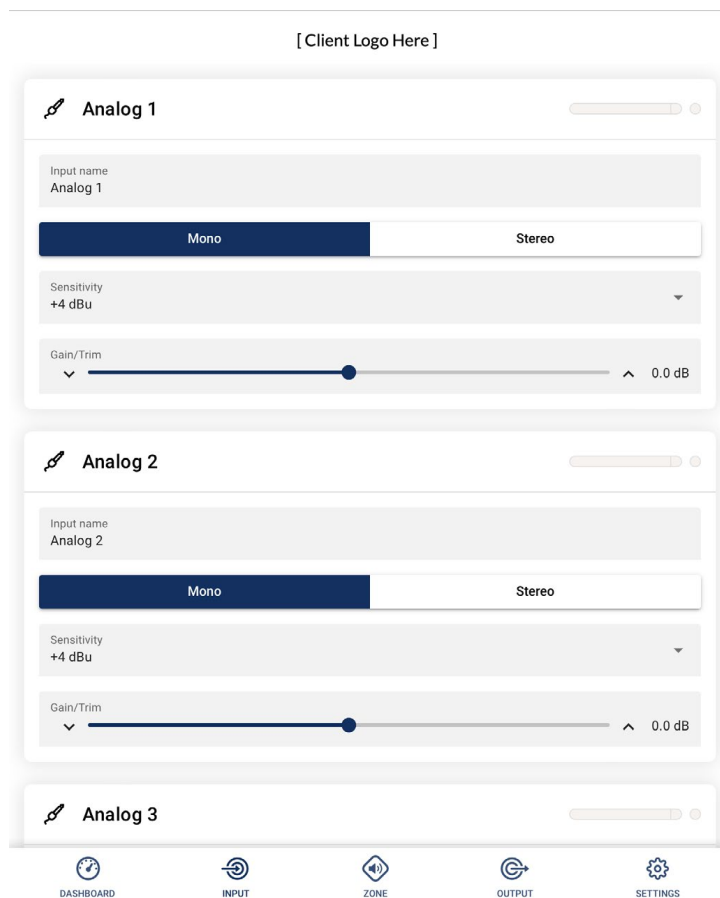 [ Client Logo Here ]
Analog 1
Input name
Analog 1
Mono Stereo
Sensitivity
+4 dBu
Gain/Trim
0.0 dB
Analog 2
Input name
Analog 2
Mono Stereo
Sensitivity
+4 dBu
Gain/Trim
0.0 dB
Analog 3
DASHBOARD INPUT ZONE OUTPUT SETTINGS